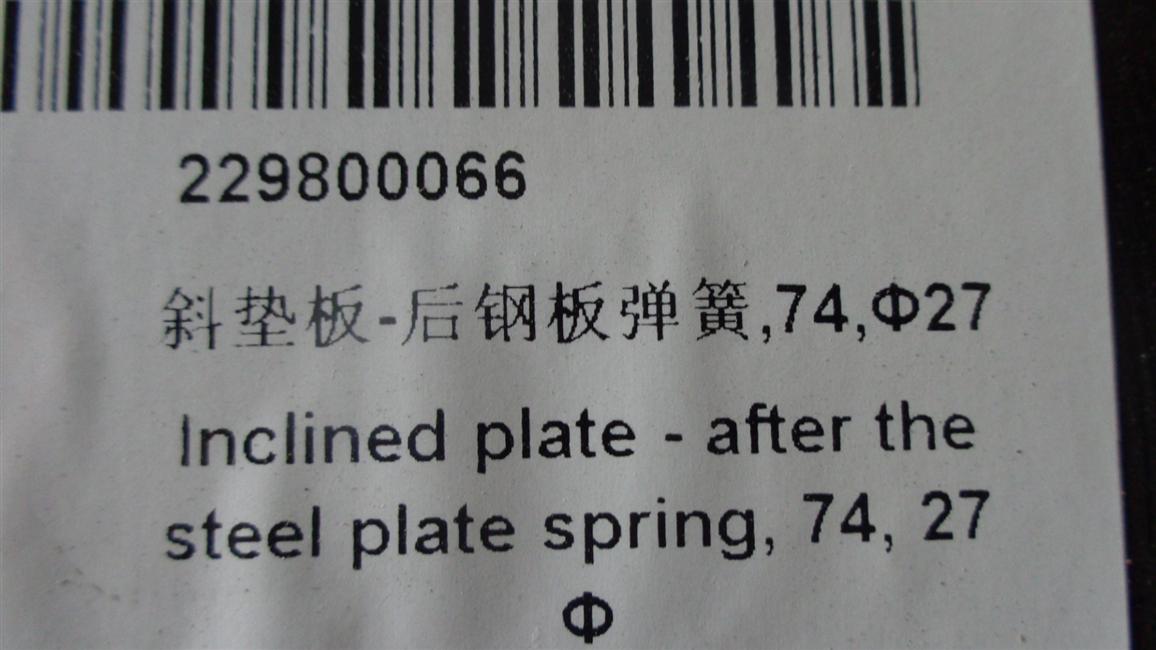 229800066
斜垫板-后钢板弹簧,74,Φ27
Inclined plate - after the
steel plate spring, 74, 27
Φ